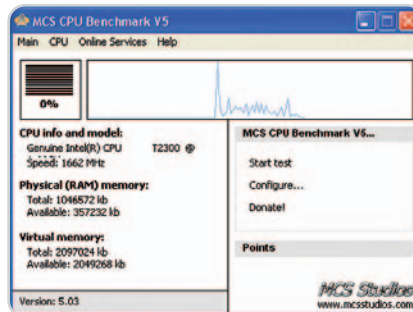 MCS CPU Benchmark V5
Main CPU Online Services Help
0%
CPU info and model:
Genuine Intel(R) CPU T2300 @
Speed: 1662 MHz
Physical (RAM) memory:
Total: 1046572 kb
Available: 357232 kb
Virtual memory:
Total: 2097024 kb
Available: 2049268 kb
Version: 5.03
MCS CPU Benchmark V6...
Start test
Configure...
Donate!
Points
MCS Studios
www.mcsstudios.com